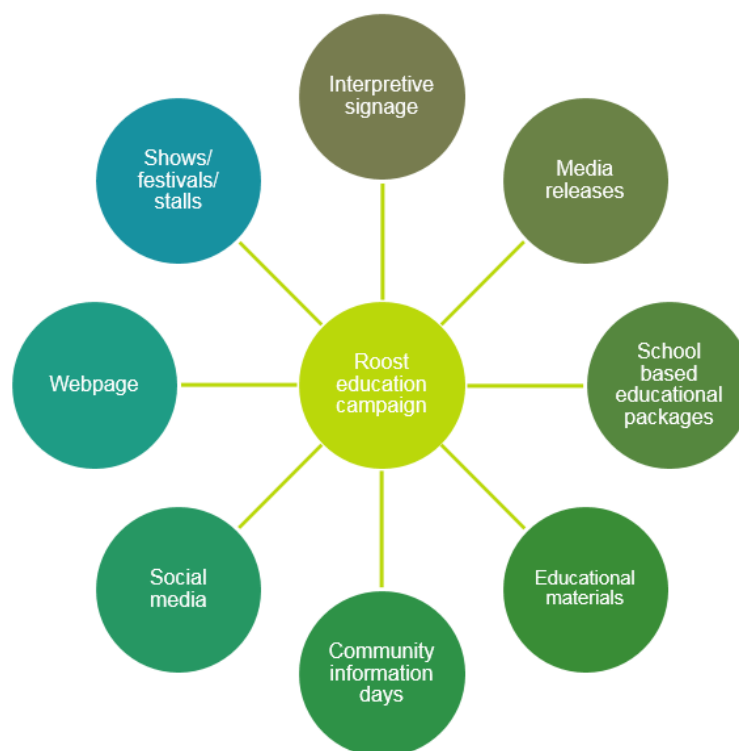 Interpretive
signage
Media
releases
School
based
educational
packages
Educational
materials
Community
information
days
Social
media
Webpage
Shows/
festivals/
stalls
Roost
education
campaign